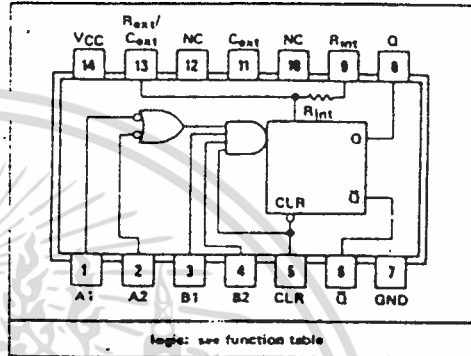 Rext/
VCC Cext NC Cext NC Rint Q
14 13 12 11 10 9 8
Rint
Q
CLR
Q̅
1 2 3 4 5 6 7
A1 A2 B1 B2 CLR Q̅ GND
logic: see function table